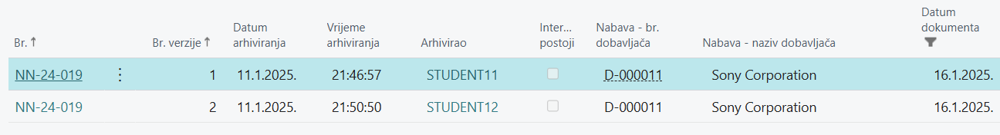 Br. ↑ Br. verzije ↑ Datum arhiviranja Vrijeme arhiviranja Arhivirao Inter... postoji Nabava - br. dobavljača Nabava - naziv dobavljača Datum dokumenta
NN-24-019 1 11.1.2025. 21:46:57 STUDENT11 D-000011 Sony Corporation 16.1.2025.
NN-24-019 2 11.1.2025. 21:50:50 STUDENT12 D-000011 Sony Corporation 16.1.2025.